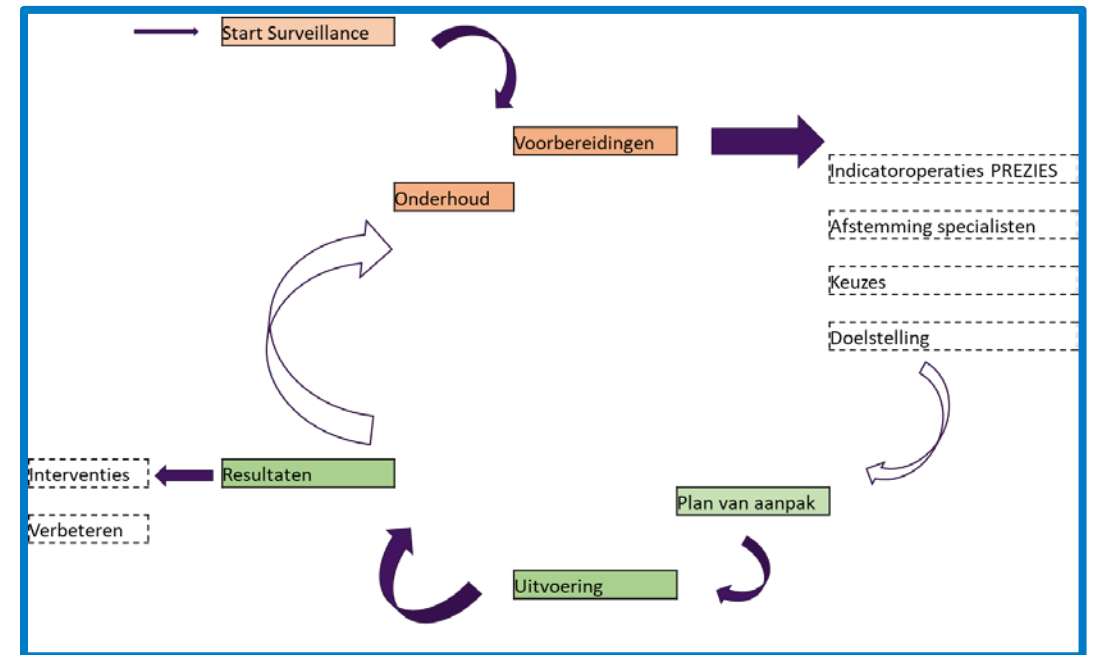 Start Surveillance
Voorbereidingen
Indicatoroperaties PREZIES
Onderhoud
Afstemming specialisten
Keuzes
Doelstelling
Interventies
Resultaten
Plan van aanpak
Verbeteren
Uitvoering